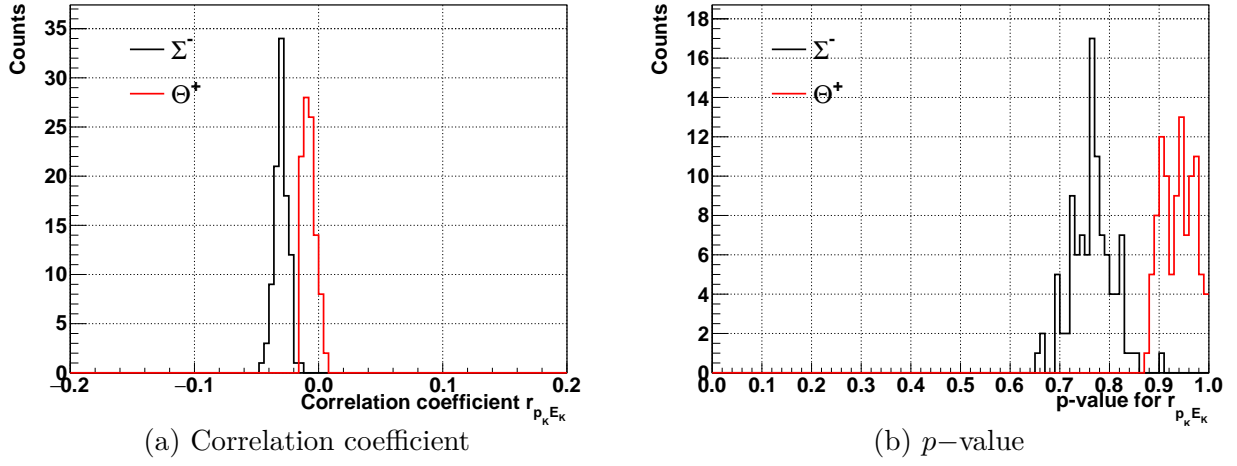 Counts
35
30
25
20
15
10
5
0
Σ⁻
Θ⁺
−0.2 −0.1 0.0 0.1 0.2
Correlation coefficient r_{p_K E_K}
(a) Correlation coefficient
Counts
18
16
14
12
10
8
6
4
2
0
Σ⁻
Θ⁺
0.0 0.1 0.2 0.3 0.4 0.5 0.6 0.7 0.8 0.9 1.0
p-value for r_{p_K E_K}
(b) p−value